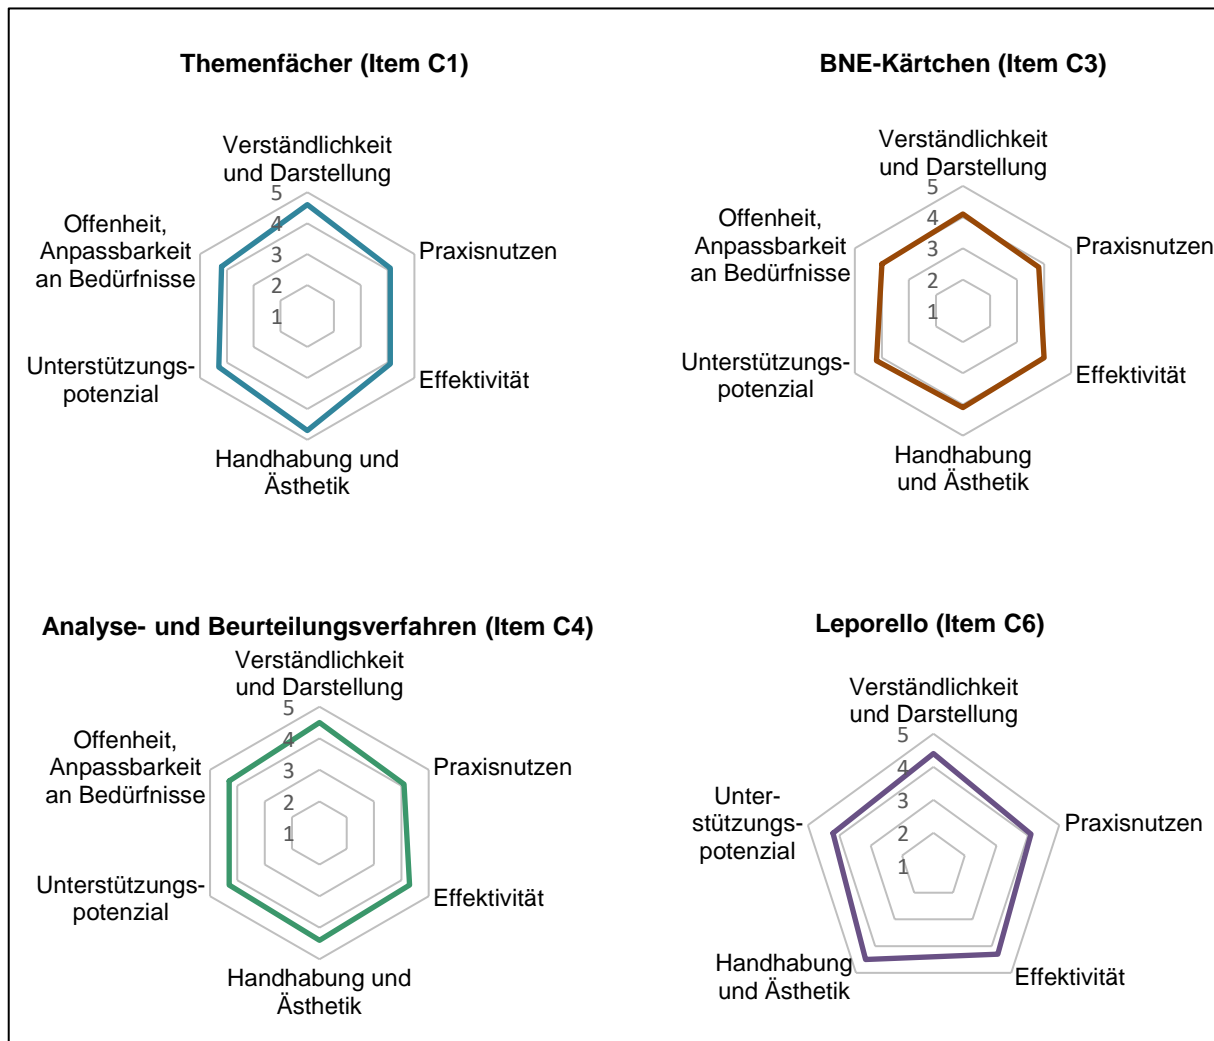 Themenfächer (Item C1)
Verständlichkeit
und Darstellung
5
4
3
2
1
Offenheit,
Anpassbarkeit
an Bedürfnisse
Praxisnutzen
Unterstützungs-
potenzial
Effektivität
Handhabung und
Ästhetik
BNE-Kärtchen (Item C3)
Verständlichkeit
und Darstellung
5
4
3
2
1
Offenheit,
Anpassbarkeit
an Bedürfnisse
Praxisnutzen
Unterstützungs-
potenzial
Effektivität
Handhabung
und Ästhetik
Analyse- und Beurteilungsverfahren (Item C4)
Verständlichkeit
und Darstellung
5
4
3
2
1
Offenheit,
Anpassbarkeit
an Bedürfnisse
Praxisnutzen
Unterstützungs-
potenzial
Effektivität
Handhabung und
Ästhetik
Leporello (Item C6)
Verständlichkeit
und Darstellung
5
4
3
2
1
Unter-
stützungs-
potenzial
Praxisnutzen
Handhabung
und Ästhetik
Effektivität